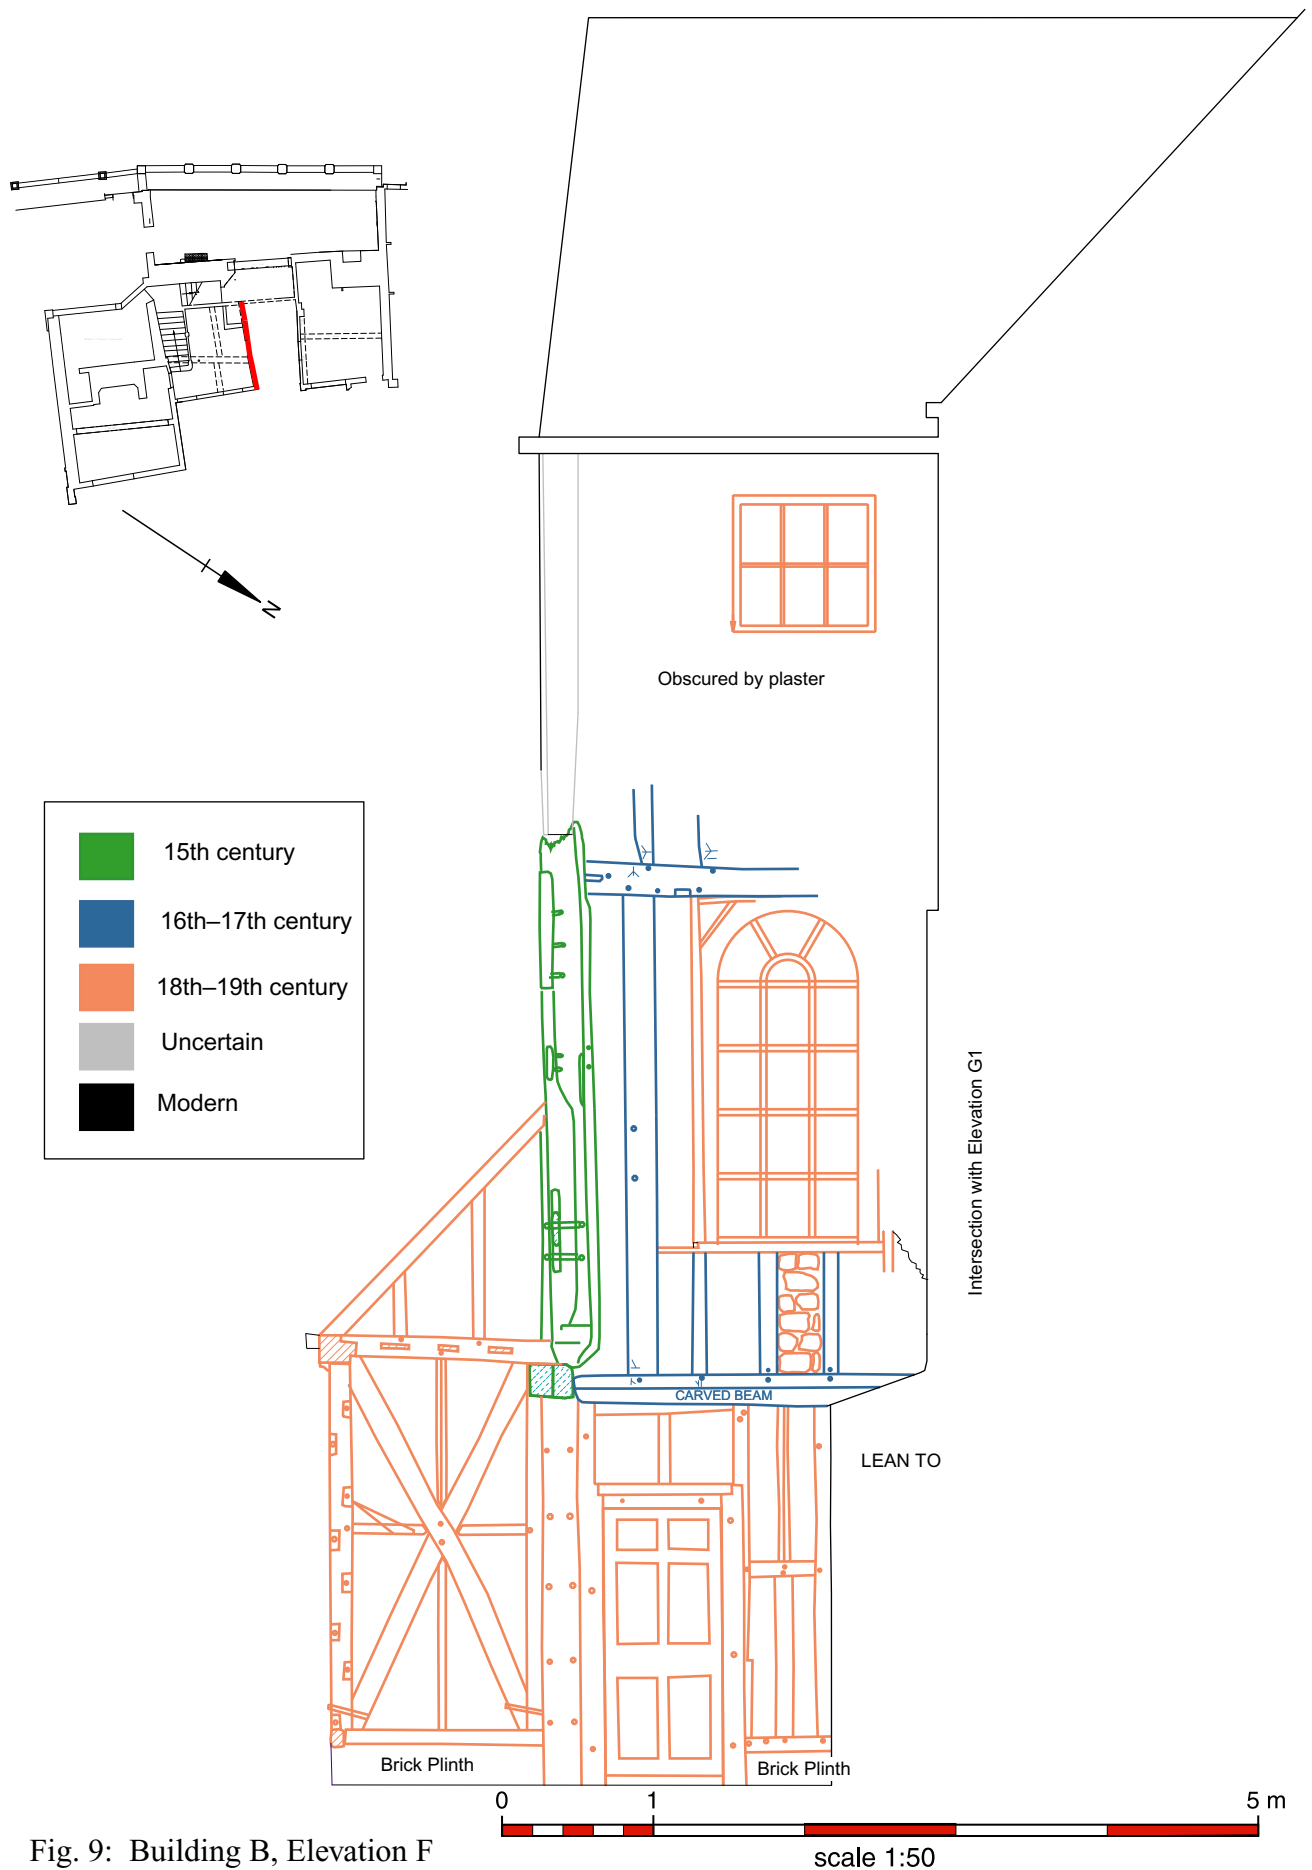 N
Obscured by plaster
15th century
16th–17th century
18th–19th century
Uncertain
Modern
Intersection with Elevation G1
CARVED BEAM
LEAN TO
Brick Plinth
Brick Plinth
0 1 5 m
scale 1:50
Fig. 9: Building B, Elevation F